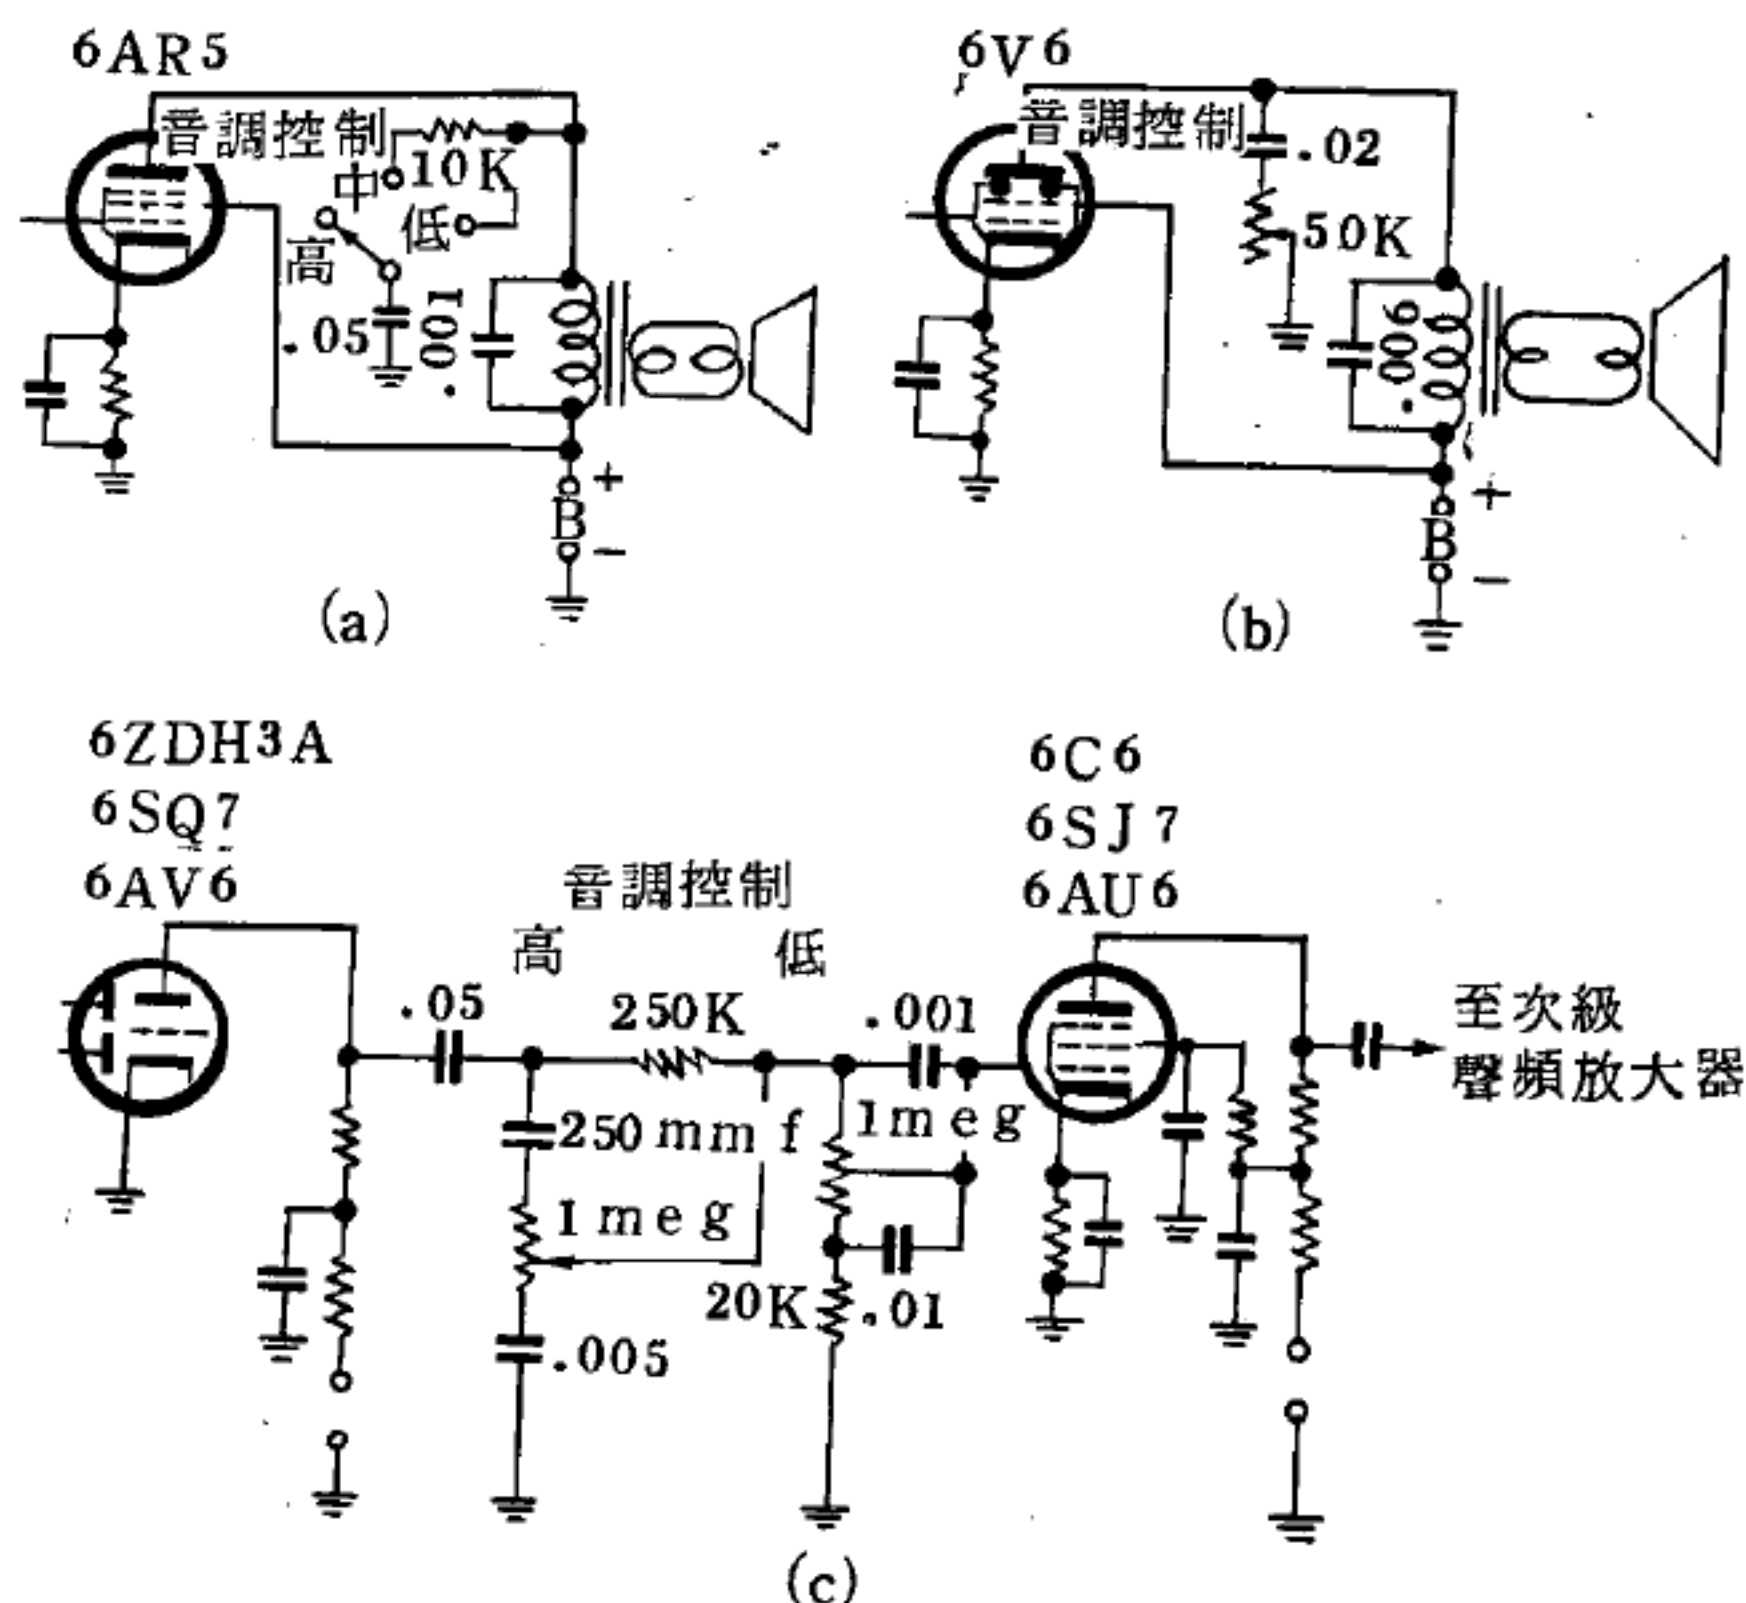 6AR5
音調控制
中
10K
低
高
.05
.001
+
B
−
(a)
6V6
音調控制
.02
50K
.006
+
B
−
(b)
6ZDH3A
6SQ7
6AV6
音調控制
高 低
.05
250K
.001
250mmf
1meg
1meg
20K
.01
.005
6C6
6SJ7
6AU6
至次級
聲頻放大器
(c)